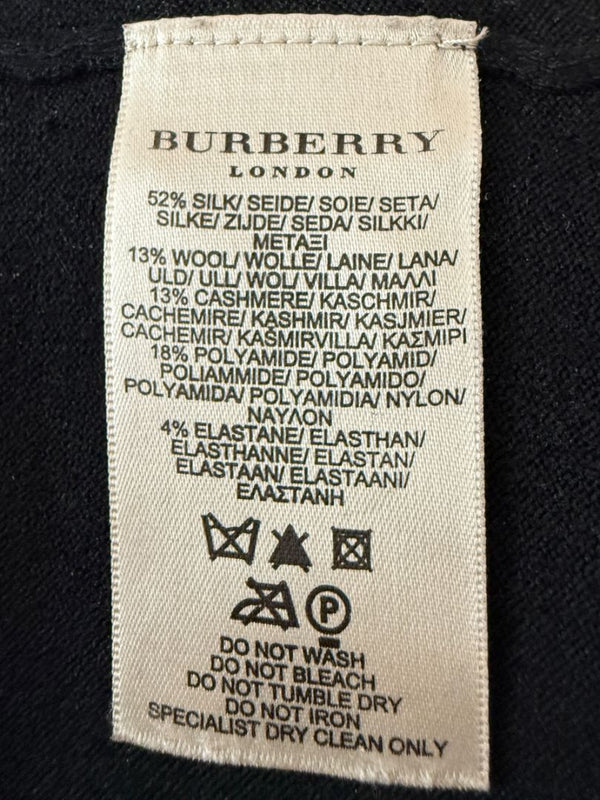 BURBERRY
LONDON
52% SILK/ SEIDE/ SOIE/ SETA/
SILKE/ ZIJDE/ SEDA/ SILKKI/
ΜΕΤΑΞΙ
13% WOOL/ WOLLE/ LAINE/ LANA/
ULD/ ULL/ WOL/ VILLA/ ΜΑΛΛΙ
13% CASHMERE/ KASCHMIR/
CACHEMIRE/ KASHMIR/ KASJMIER/
CACHEMIR/ KAŠMIRVILLA/ ΚΑΣΜΙΡΙ
18% POLYAMIDE/ POLYAMID/
POLIAMMIDE/ POLYAMIDO/
POLYAMIDA/ POLYAMIDIA/ NYLON/
ΝΑΥΛΟΝ
4% ELASTANE/ ELASTHAN/
ELASTHANNE/ ELASTAN/
ELASTAAN/ ELASTAANI/
ΕΛΑΣΤΑΝΗ
P
DO NOT WASH
DO NOT BLEACH
DO NOT TUMBLE DRY
DO NOT IRON
SPECIALIST DRY CLEAN ONLY